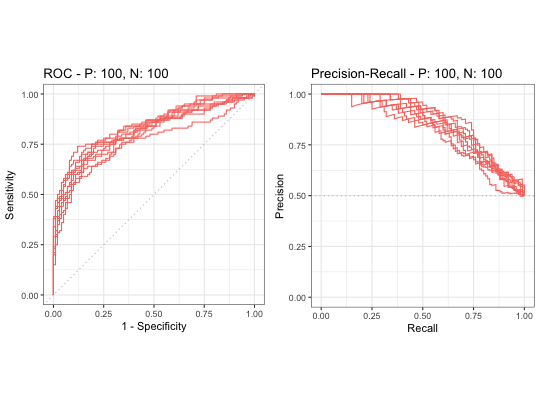 ROC - P: 100, N: 100
1.00
0.75
0.50
0.25
0.00
Sensitivity
0.00 0.25 0.50 0.75 1.00
1 - Specificity
Precision-Recall - P: 100, N: 100
1.00
0.75
0.50
0.25
0.00
Precision
0.00 0.25 0.50 0.75 1.00
Recall